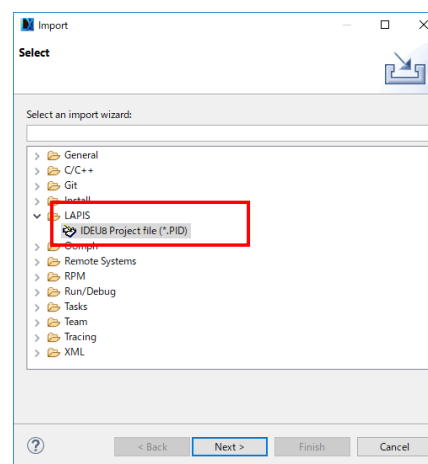 Import
Select
Select an import wizard:
General
C/C++
Git
Install
LAPIS
IDEU8 Project file (*.PID)
Oomph
Remote Systems
RPM
Run/Debug
Tasks
Team
Tracing
XML
? < Back Next > Finish Cancel